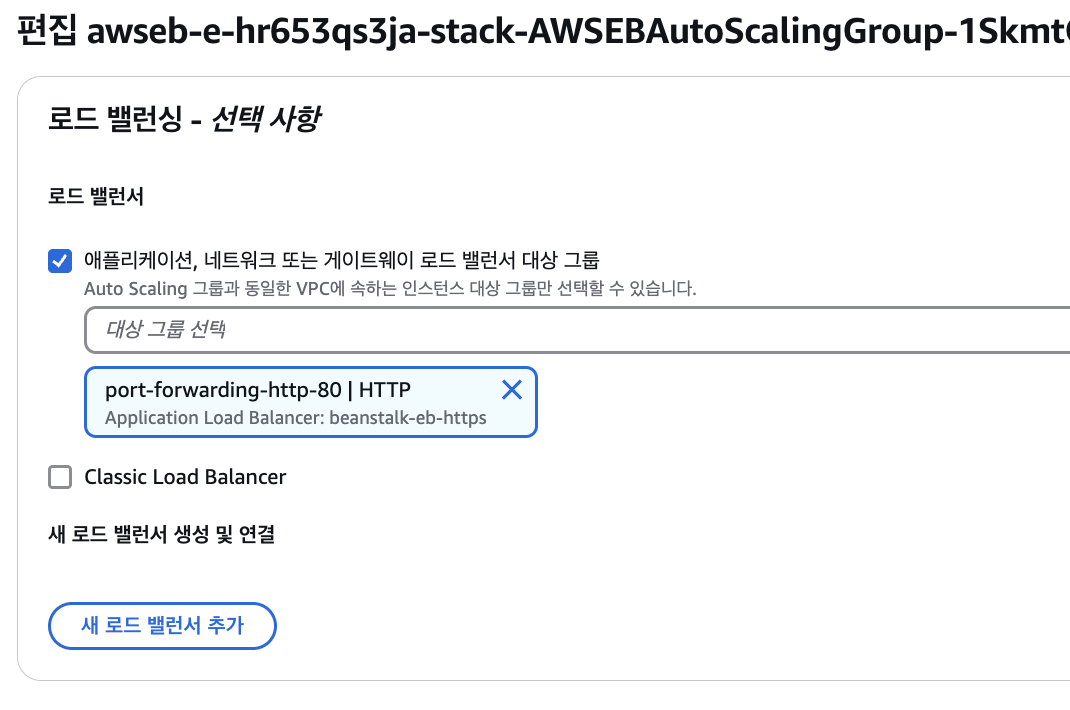 편집 awseb-e-hr653qs3ja-stack-AWSEBAutoScalingGroup-1Skmt
로드 밸런싱 - 선택 사항
로드 밸런서
애플리케이션, 네트워크 또는 게이트웨이 로드 밸런서 대상 그룹
Auto Scaling 그룹과 동일한 VPC에 속하는 인스턴스 대상 그룹만 선택할 수 있습니다.
대상 그룹 선택
port-forwarding-http-80 | HTTP
Application Load Balancer: beanstalk-eb-https
Classic Load Balancer
새 로드 밸런서 생성 및 연결
새 로드 밸런서 추가